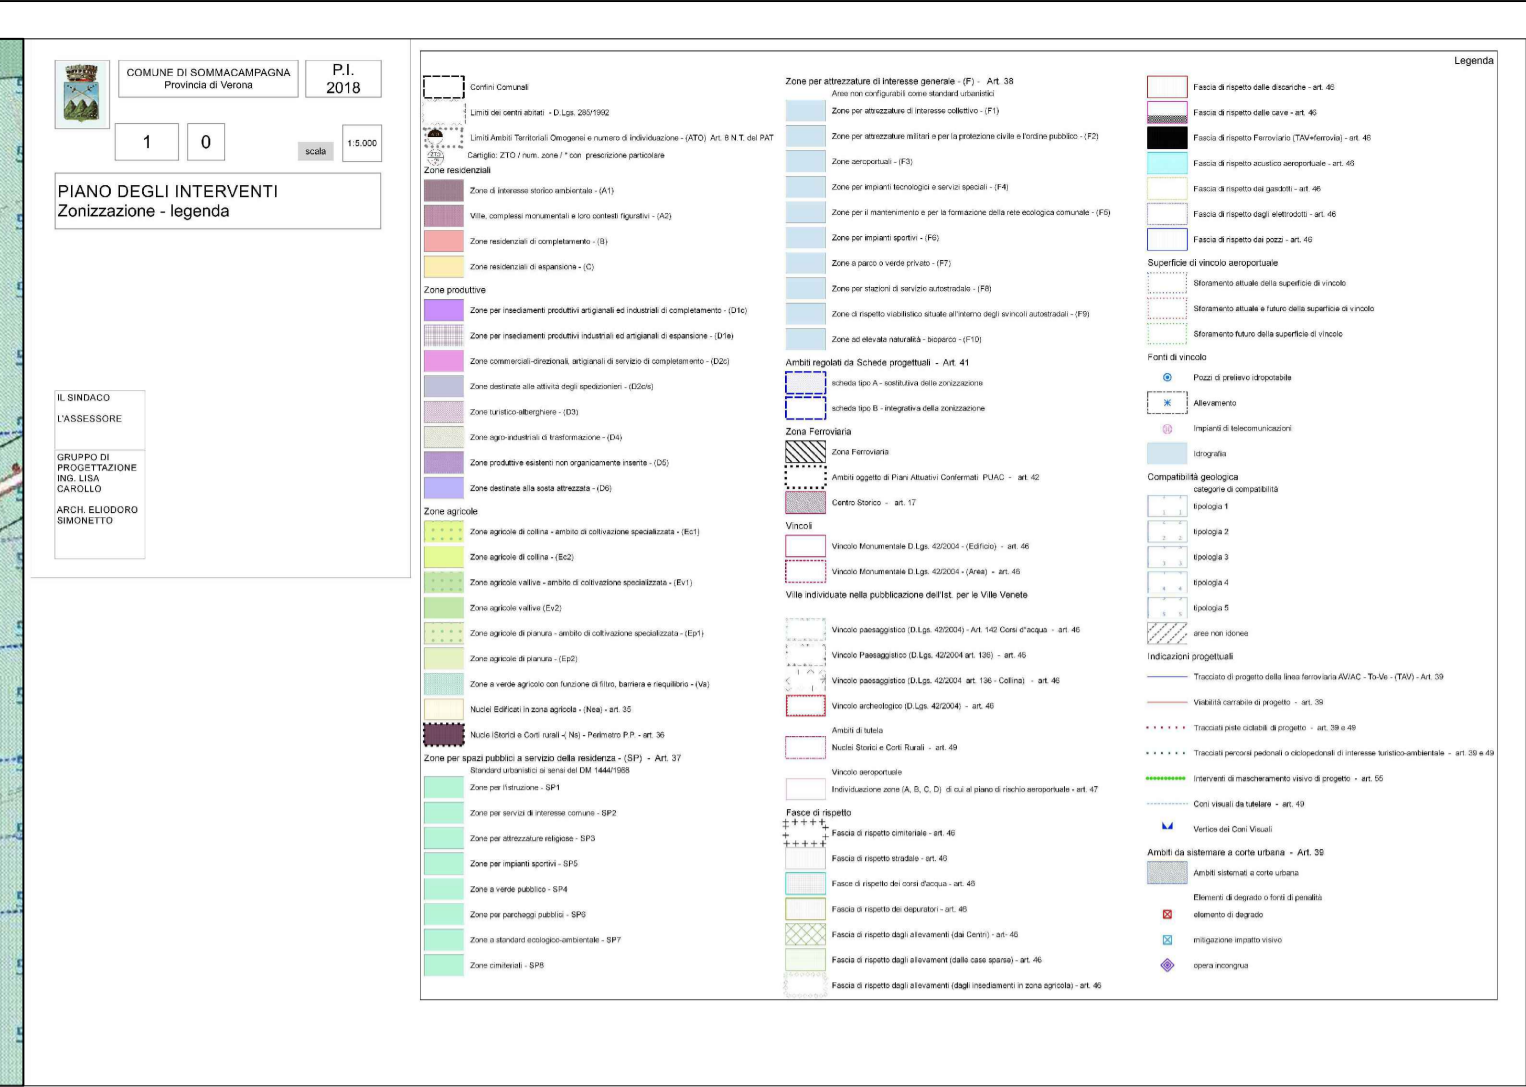 COMUNE DI SOMMACAMPAGNA
Provincia di Verona
P.I.
2018
1
0
scala
1:5.000
PIANO DEGLI INTERVENTI
Zonizzazione - legenda
IL SINDACO
L'ASSESSORE
GRUPPO DI
PROGETTAZIONE
ING. LISA
CAROLLO
ARCH. ELIODORO
SIMONETTO
Legenda
Confini Comunali
Limiti dei centri abitati - D.Lgs. 285/1992
Limiti Ambiti Territoriali Omogenei e numero di individuazione - (ATO) Art. 6 N.T. del PAT
Cartiglio: ZTO / num. zone / * con prescrizione particolare
Zone residenziali
Zone di interesse storico ambientale - (A1)
Ville, complessi monumentali e loro contesti figurativi - (A2)
Zone residenziali di completamento - (B)
Zone residenziali di espansione - (C)
Zone produttive
Zone per insediamenti produttivi artigianali ed industriali di completamento - (D1c)
Zone per insediamenti produttivi industriali ed artigianali di espansione - (D1e)
Zone commerciali-direzionali, artigianali di servizio di completamento - (D2c)
Zone destinate alle attivita degli spedizionieri - (D2c/s)
Zone turistico-alberghiere - (D3)
Zone agro-industriali di trasformazione - (D4)
Zone produttive esistenti non organicamente inserite - (D5)
Zone destinate alla sosta attrezzata - (D6)
Zone agricole
Zone agricole di collina - ambito di coltivazione specializzata - (Ec1)
Zone agricole di collina - (Ec2)
Zone agricole vallive - ambito di coltivazione specializzata - (Ev1)
Zone agricole vallive (Ev2)
Zone agricole di pianura - ambito di coltivazione specializzata - (Ep1)
Zone agricole di pianura - (Ep2)
Zone a verde agricolo con funzione di filtro, barriera e riequilibrio - (Va)
Nuclei Edificati in zona agricola - (Nea) - art. 35
Nucle iStorici e Corti rurali -( Ns) - Perimetro P.P. - art. 36
Zone per spazi pubblici a servizio della residenza - (SP) - Art. 37
Standard urbanistici ai sensi del DM 1444/1968
Zone per l'istruzione - SP1
Zone per servizi di interesse comune - SP2
Zone per attrezzature religiose - SP3
Zone per impianti sportivi - SP5
Zone a verde pubblico - SP4
Zone per parcheggi pubblici - SP6
Zone a standard ecologico-ambientale - SP7
Zone cimiteriali - SP8
Zone per attrezzature di interesse generale - (F) - Art. 38
Aree non configurabili come standard urbanistici
Zone per attrezzature di interesse collettivo - (F1)
Zone per attrezzature militari e per la protezione civile e l'ordine pubblico - (F2)
Zone aeroportuali - (F3)
Zone per impianti tecnologici e servizi speciali - (F4)
Zone per il mantenimento e per la formazione della rete ecologica comunale - (F5)
Zone per impianti sportivi - (F6)
Zone a parco o verde privato - (F7)
Zone per stazioni di servizio autostradale - (F8)
Zone di rispetto viabilistico situate all'interno degli svincoli autostradali - (F9)
Zone ad elevata naturalità - bioparco - (F10)
Ambiti regolati da Schede progettuali - Art. 41
scheda tipo A - sostitutiva delle zonizzazione
scheda tipo B - integrativa della zonizzazione
Zona Ferroviaria
Zona Ferroviaria
Ambiti oggetto di Piani Attuativi Confermati PUAC - art. 42
Centro Storico - art. 17
Vincoli
Vincolo Monumentale D.Lgs. 42/2004 - (Edificio) - art. 46
Vincolo Monumentale D.Lgs. 42/2004 - (Area) - art. 46
Ville individuate nella pubblicazione dell'Ist. per le Ville Venete
Vincolo paesaggistico (D.Lgs. 42/2004) - Art. 142 Corsi d"acqua - art. 46
Vincolo Paesaggistico (D.Lgs. 42/2004 art. 136) - art. 46
Vincolo paesaggistico (D.Lgs. 42/2004 art. 136 - Collina) - art. 46
Vincolo archeologico (D.Lgs. 42/2004) - art. 46
Ambiti di tutela
Nuclei Storici e Corti Rurali - art. 49
Vincolo aeroportuale
Individuazione zone (A, B, C, D) di cui al piano di rischio aeroportuale - art. 47
Fasce di rispetto
Fascia di rispetto cimiteriale - art. 46
Fascia di rispetto stradale - art. 46
Fasce di rispetto dei corsi d'acqua - art. 46
Fascia di rispetto dei depuratori - art. 46
Fascia di rispetto dagli allevamenti (dai Centri) - art- 46
Fascia di rispetto dagli allevament (dalle case sparse) - art. 46
Fascia di rispetto dagli allevamenti (dagli insediamenti in zona agricola) - art. 46
Fascia di rispetto dalle discariche - art. 46
Fascia di rispetto dalle cave - art. 46
Fascia di rispetto Ferroviario (TAV+ferrovia) - art. 46
Fascia di rispetto acustico aeroportuale - art. 46
Fascia di rispetto dai gasdotti - art. 46
Fascia di rispetto dagli elettrodotti - art. 46
Fascia di rispetto dai pozzi - art. 46
Superficie di vincolo aeroportuale
Sforamento attuale della superficie di vincolo
Sforamento attuale e futuro della superficie di vincolo
Sforamento futuro della superficie di vincolo
Fonti di vincolo
Pozzi di prelievo idropotabile
Allevamento
Impianti di telecomunicazioni
Idrografia
Compatibilità geologica
categorie di compatibilità
tipologia 1
tipologia 2
tipologia 3
tipologia 4
tipologia 5
aree non idonee
Indicazioni progettuali
Tracciato di progetto della linea ferroviaria AV/AC - To-Ve - (TAV) - Art. 39
Viabilità carrabile di progetto - art. 39
Tracciati piste ciclabili di progetto - art. 39 e 49
Tracciati percorsi pedonali o ciclopedonali di interesse turistico-ambientale - art. 39 e 49
Interventi di mascheramento visivo di progetto - art. 55
Coni visuali da tutelare - art. 49
Vertice dei Coni Visuali
Ambiti da sistemare a corte urbana - Art. 39
Ambiti sistemati a corte urbana
Elementi di degrado o fonti di penalità
elemento di degrado
mitigazione impatto visivo
opera incongrua